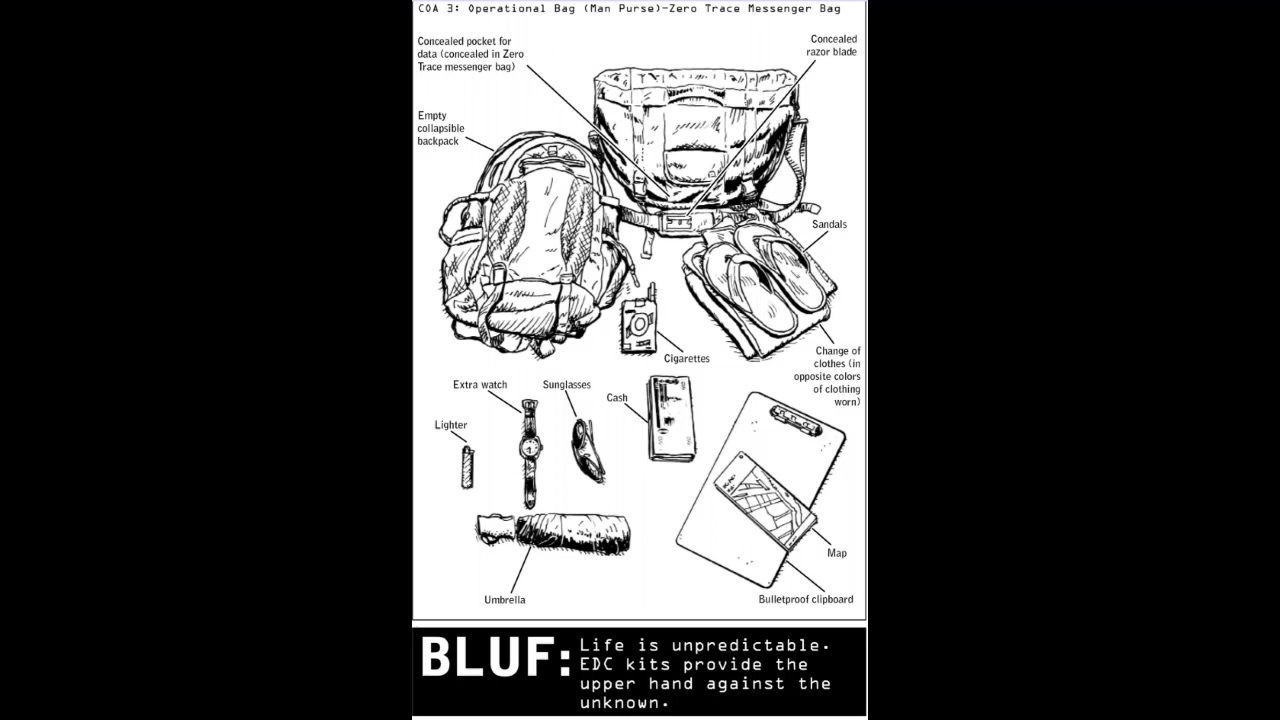 COA 3: Operational Bag (Man Purse)-Zero Trace Messenger Bag
Concealed pocket for
data (concealed in Zero
Trace messenger bag)
Concealed
razor blade
Empty
collapsible
backpack
Sandals
Cigarettes
Change of
clothes (in
opposite colors
of clothing
worn)
Extra watch
Sunglasses
Cash
Lighter
Map
Umbrella
Bulletproof clipboard
BLUF:
Life is unpredictable.
EDC kits provide the
upper hand against the
unknown.